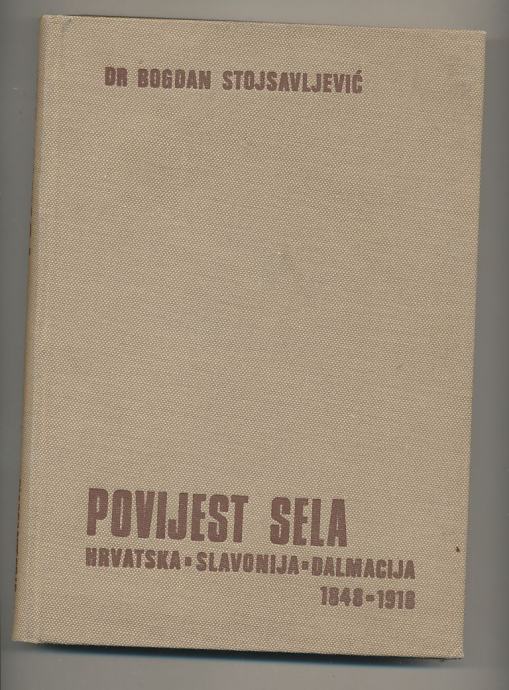 DR BOGDAN STOJSAVLJEVIĆ
POVIJEST SELA
HRVATSKA▪SLAVONIJA▪DALMACIJA
1848-1918